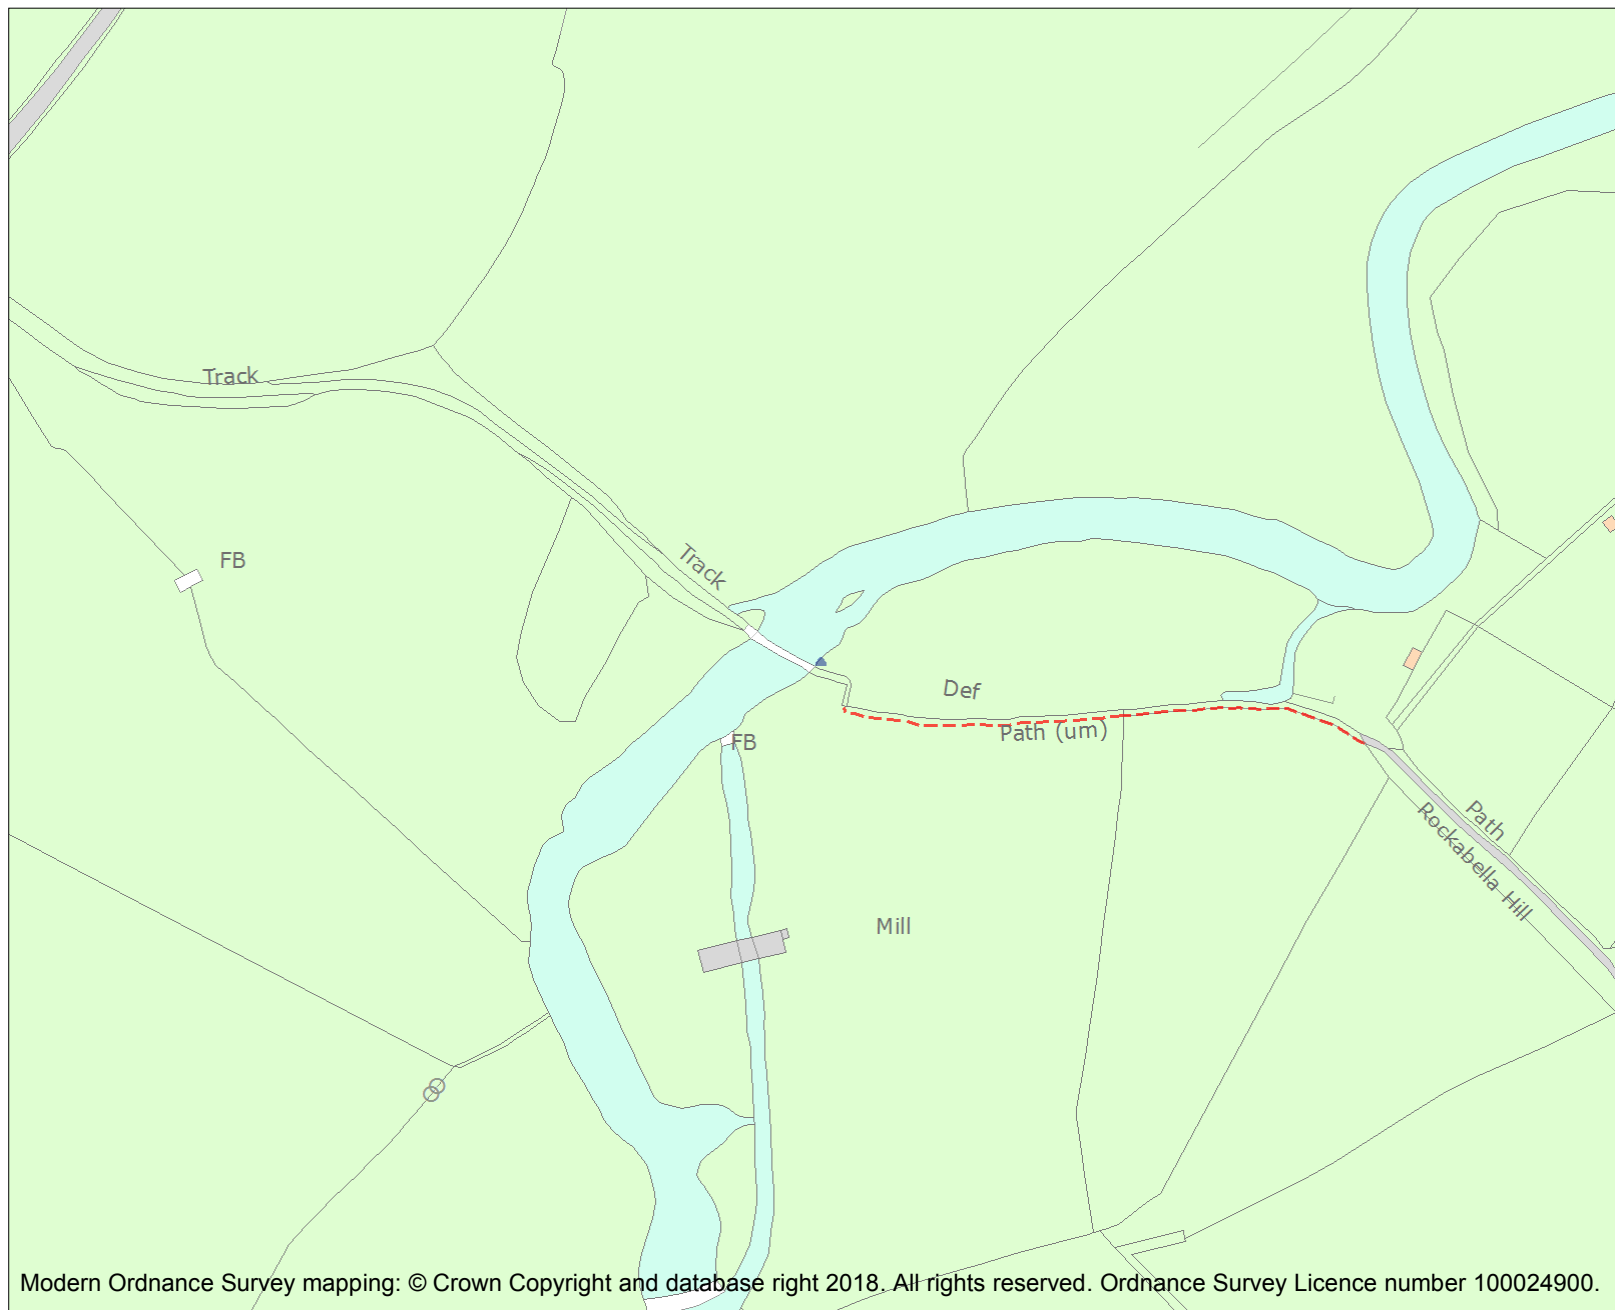 Track
FB
Track
Def
Path (um)
FB
Path
Rockabella Hill
Mill
Modern Ordnance Survey mapping: © Crown Copyright and database right 2018. All rights reserved. Ordnance Survey Licence number 100024900.